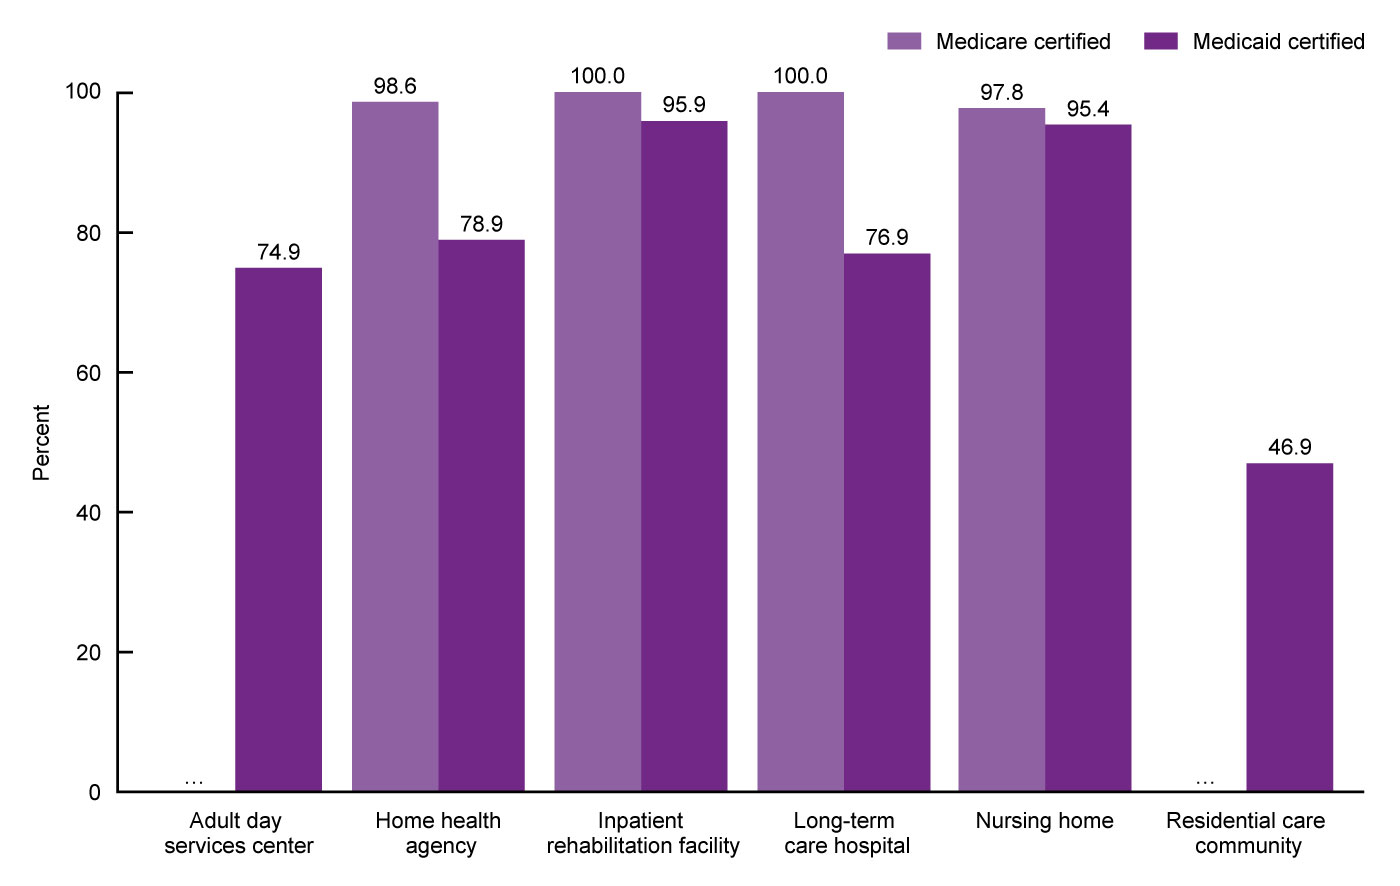 Medicare certified Medicaid certified
100.0 100.0
98.6 97.8
100 95.9 95.4
80 78.9 76.9
74.9
60
Percent
46.9
40
20
... ...
0
Adult day Home health Inpatient Long-term Nursing home Residential care
services center agency rehabilitation facility care hospital community